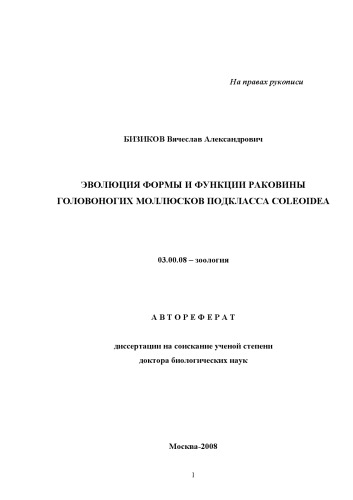 На правах рукописи
БИЗИКОВ Вячеслав Александрович
ЭВОЛЮЦИЯ ФОРМЫ И ФУНКЦИИ РАКОВИНЫ
ГОЛОВОНОГИХ МОЛЛЮСКОВ ПОДКЛАССА COLEOIDEA
03.00.08 – зоология
А В Т О Р Е Ф Е Р А Т
диссертации на соискание ученой степени
доктора биологических наук
Москва-2008
1